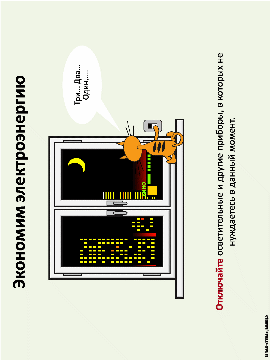 Экономим электроэнергию
Три... Два...
Один.....
Отключайте осветительные и другие приборы, в которых не
нуждаетесь в данный момент.